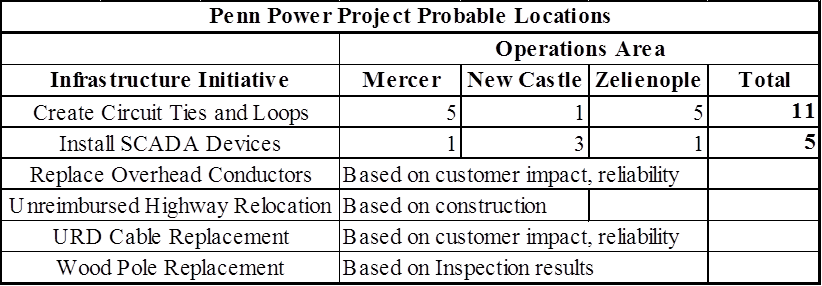 Penn Power Project Probable Locations
Operations Area
Infrastructure Initiative Mercer New Castle Zelienople Total
Create Circuit Ties and Loops 5 1 5 11
Install SCADA Devices 1 3 1 5
Replace Overhead Conductors Based on customer impact, reliability
Unreimbursed Highway Relocation Based on construction
URD Cable Replacement Based on customer impact, reliability
Wood Pole Replacement Based on Inspection results